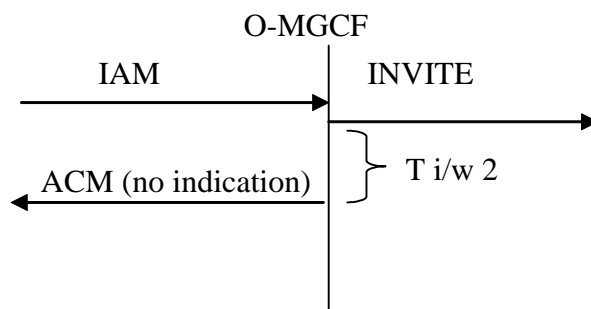 O-MGCF
IAM
INVITE
ACM (no indication)
T i/w 2